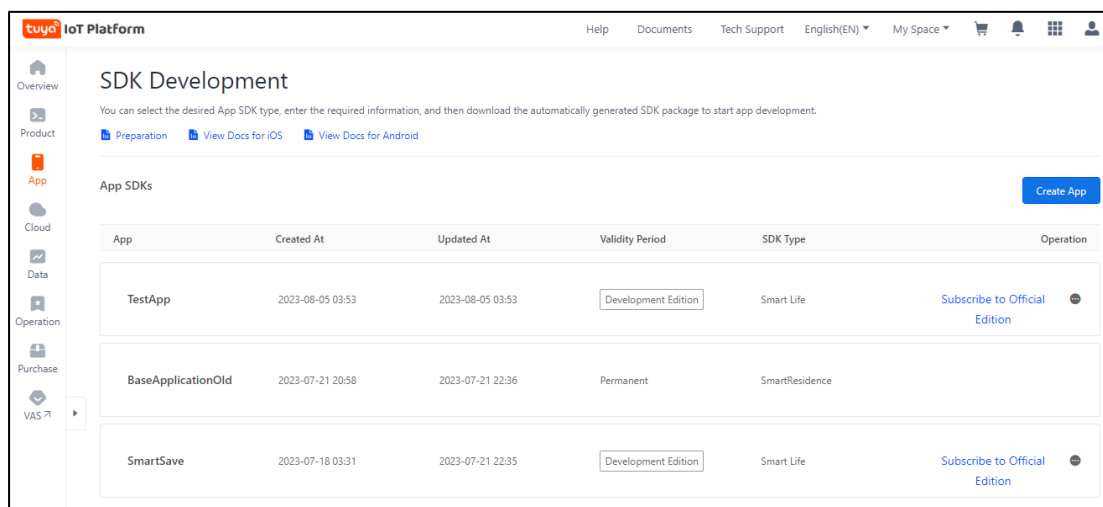 tuya IoT Platform
Help Documents Tech Support English(EN) My Space
Overview
Product
App
Cloud
Data
Operation
Purchase
VAS
SDK Development
You can select the desired App SDK type, enter the required information, and then download the automatically generated SDK package to start app development.
Preparation View Docs for iOS View Docs for Android
App SDKs
Create App
App Created At Updated At Validity Period SDK Type Operation
TestApp 2023-08-05 03:53 2023-08-05 03:53 Development Edition Smart Life Subscribe to Official
Edition
BaseApplicationOld 2023-07-21 20:58 2023-07-21 22:36 Permanent SmartResidence
SmartSave 2023-07-18 03:31 2023-07-21 22:35 Development Edition Smart Life Subscribe to Official
Edition